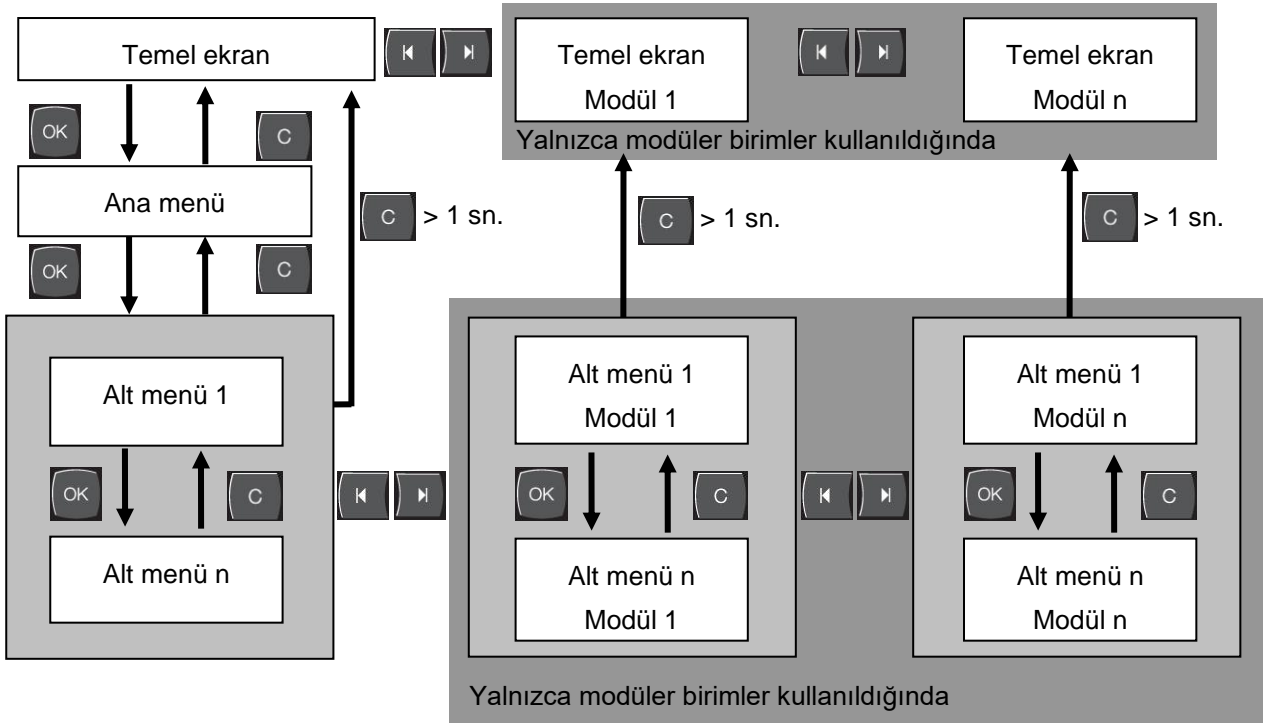 Temel ekran
Temel ekran
Modül 1
Temel ekran
Modül n
Yalnızca modüler birimler kullanıldığında
OK
C
Ana menü
C > 1 sn.
C > 1 sn.
C > 1 sn.
OK
C
Alt menü 1
OK
C
Alt menü n
Alt menü 1
Modül 1
OK
C
Alt menü n
Modül 1
Alt menü 1
Modül n
OK
C
Alt menü n
Modül n
Yalnızca modüler birimler kullanıldığında